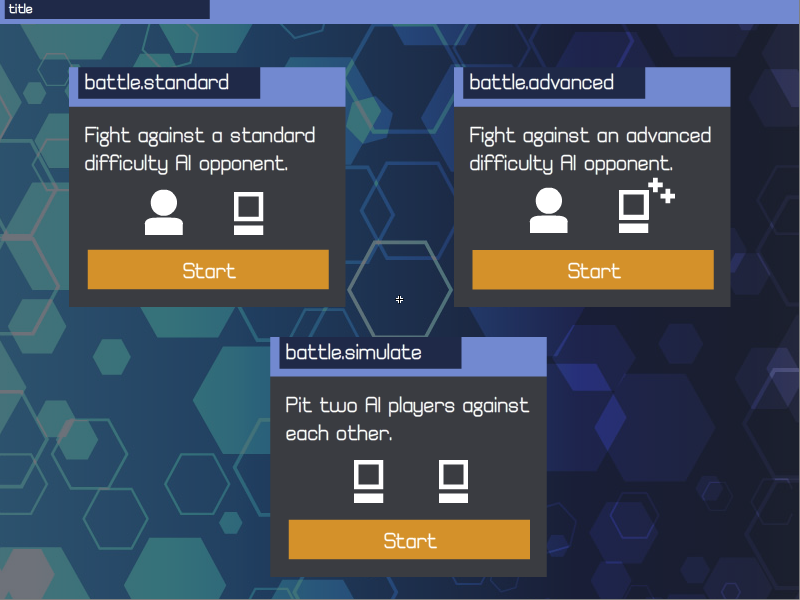 title
battle.standard
Fight against a standard
difficulty AI opponent.
Start
battle.advanced
Fight against an advanced
difficulty AI opponent.
Start
battle.simulate
Pit two AI players against
each other.
Start